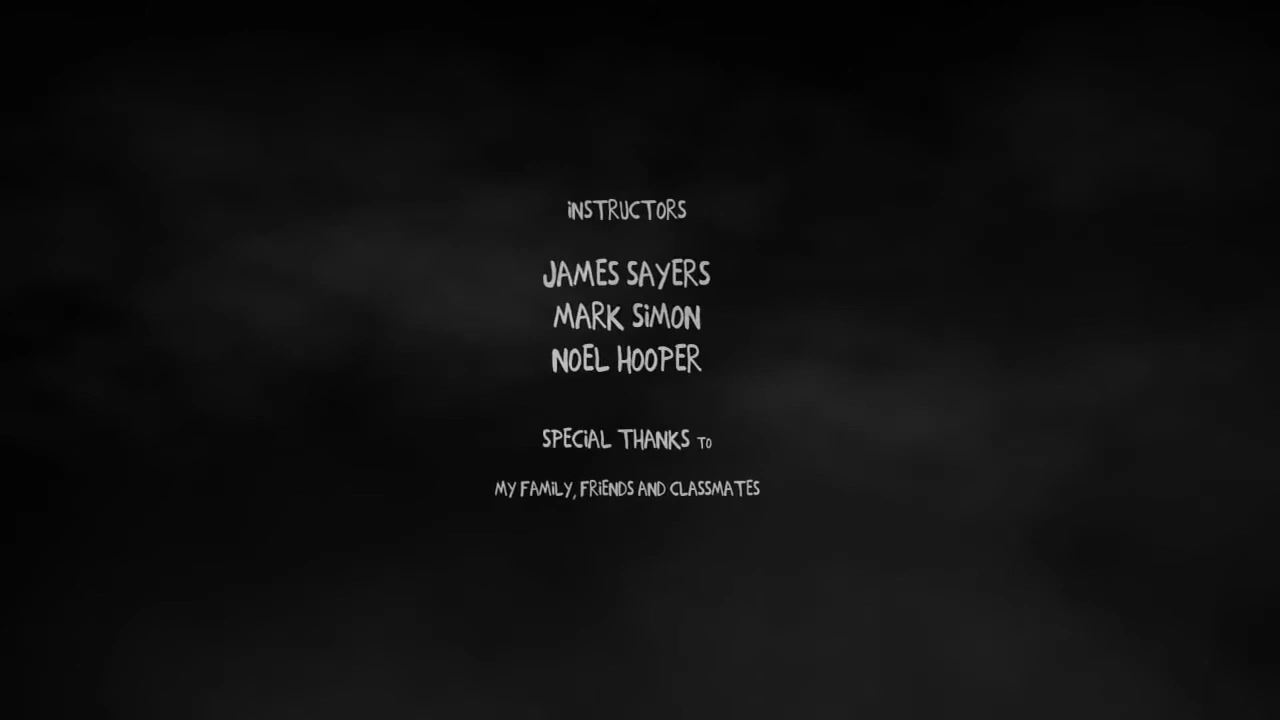 iNSTRUCTORS
JAMES SAYERS
MARK SiMON
NOEL HOOPER
SPECiAL THANKS TO
MY FAMiLY, FRiENDS AND CLASSMATES